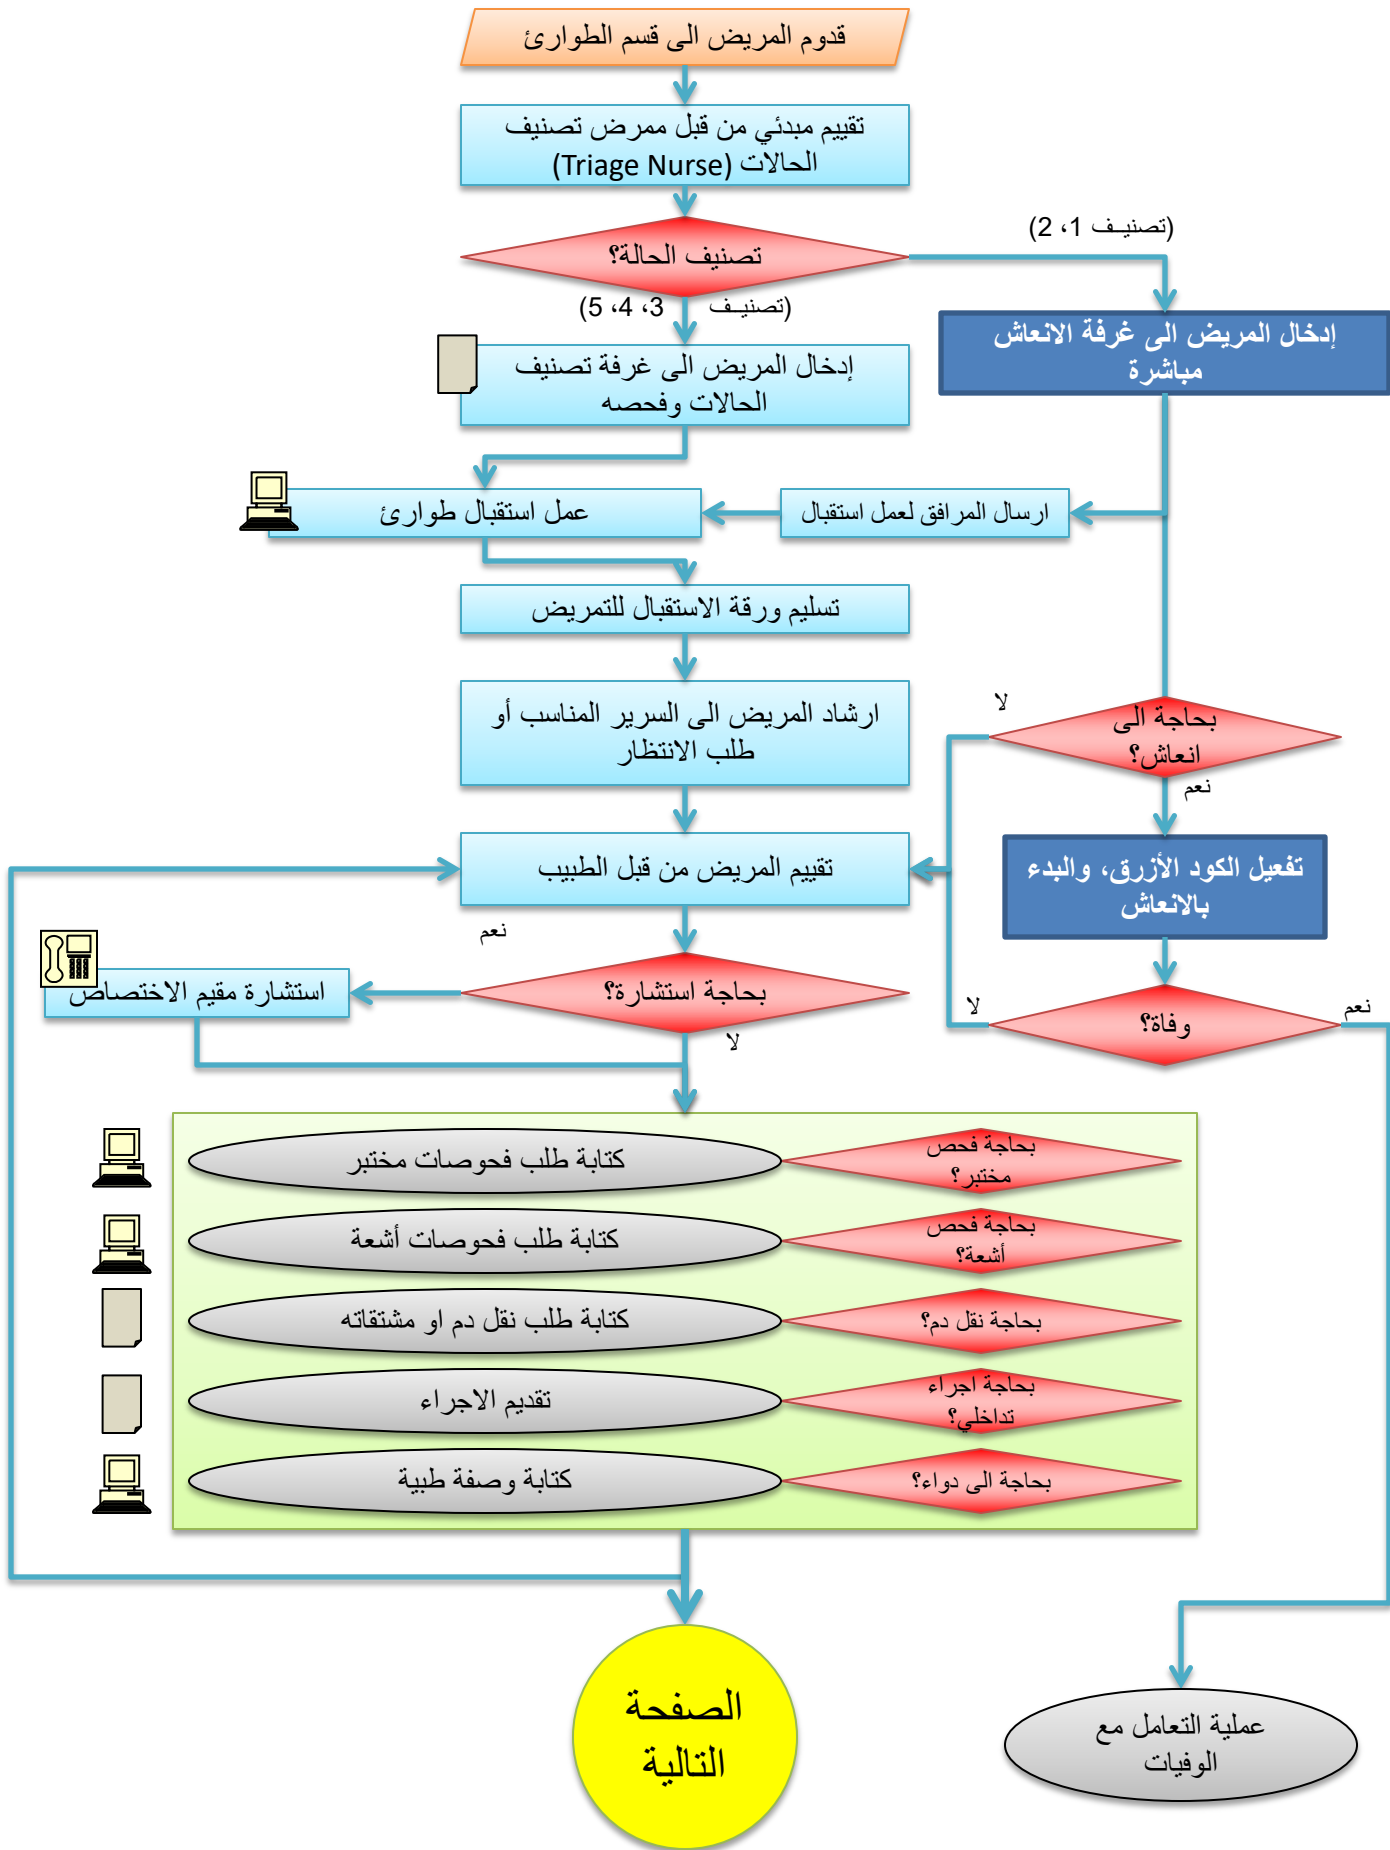 قدوم المريض الى قسم الطوارئ
تقييم مبدئي من قبل ممرض تصنيف
الحالات (Triage Nurse)
تصنيف الحالة؟
(تصنيف 1، 2)
(تصنيف 3، 4، 5)
إدخال المريض الى غرفة الانعاش
مباشرة
إدخال المريض الى غرفة تصنيف
الحالات وفحصه
ارسال المرافق لعمل استقبال
عمل استقبال طوارئ
تسليم ورقة الاستقبال للتمريض
ارشاد المريض الى السرير المناسب أو
طلب الانتظار
بحاجة الى
انعاش؟
لا
نعم
تفعيل الكود الأزرق، والبدء
بالانعاش
تقييم المريض من قبل الطبيب
نعم
بحاجة استشارة؟
استشارة مقيم الاختصاص
لا
وفاة؟
لا
نعم
بحاجة فحص
مختبر؟
كتابة طلب فحوصات مختبر
بحاجة فحص
أشعة؟
كتابة طلب فحوصات أشعة
بحاجة نقل دم؟
كتابة طلب نقل دم او مشتقاته
بحاجة اجراء
تداخلي؟
تقديم الاجراء
بحاجة الى دواء؟
كتابة وصفة طبية
الصفحة
التالية
عملية التعامل مع
الوفيات